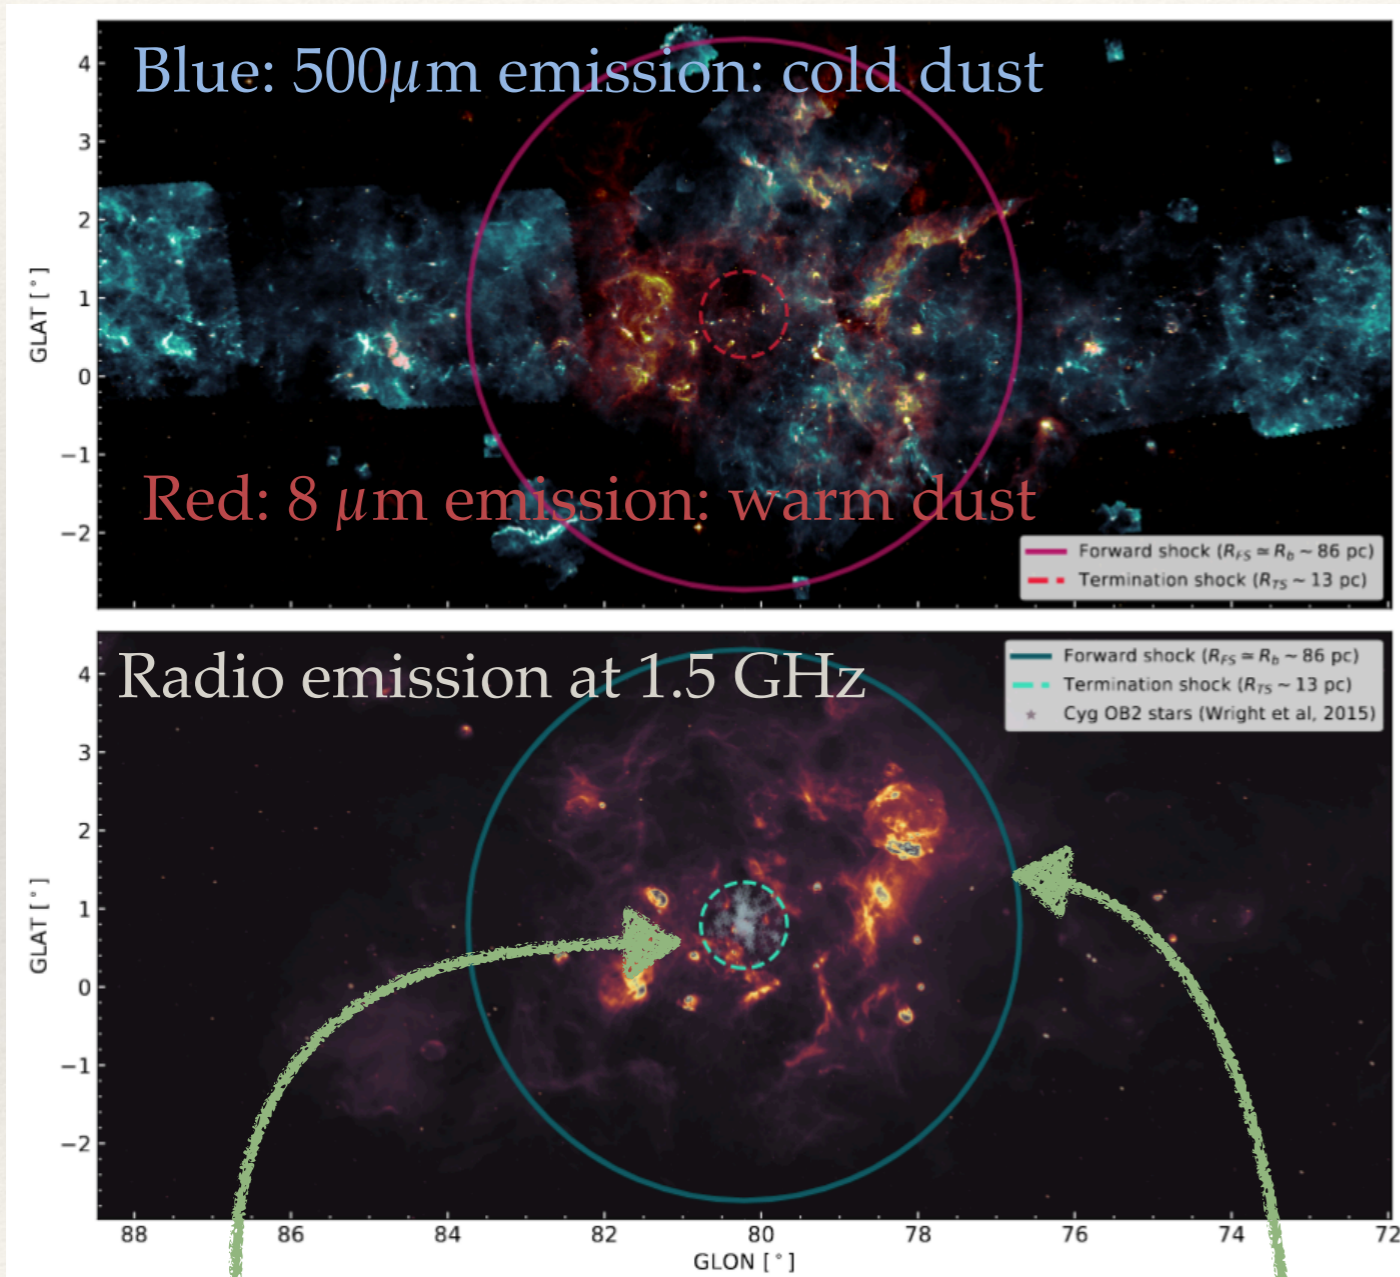 Blue: 500μm emission: cold dust
Red: 8 μm emission: warm dust
4
3
2
1
0
−1
−2
GLAT [°]
Forward shock (R_FS ≃ R_b ~ 86 pc)
Termination shock (R_TS ~ 13 pc)
Radio emission at 1.5 GHz
Forward shock (R_FS ≃ R_b ~ 86 pc)
Termination shock (R_TS ~ 13 pc)
Cyg OB2 stars (Wright et al, 2015)
4
3
2
1
0
−1
−2
GLAT [°]
88 86 84 82 80 78 76 74 72
GLON [°]